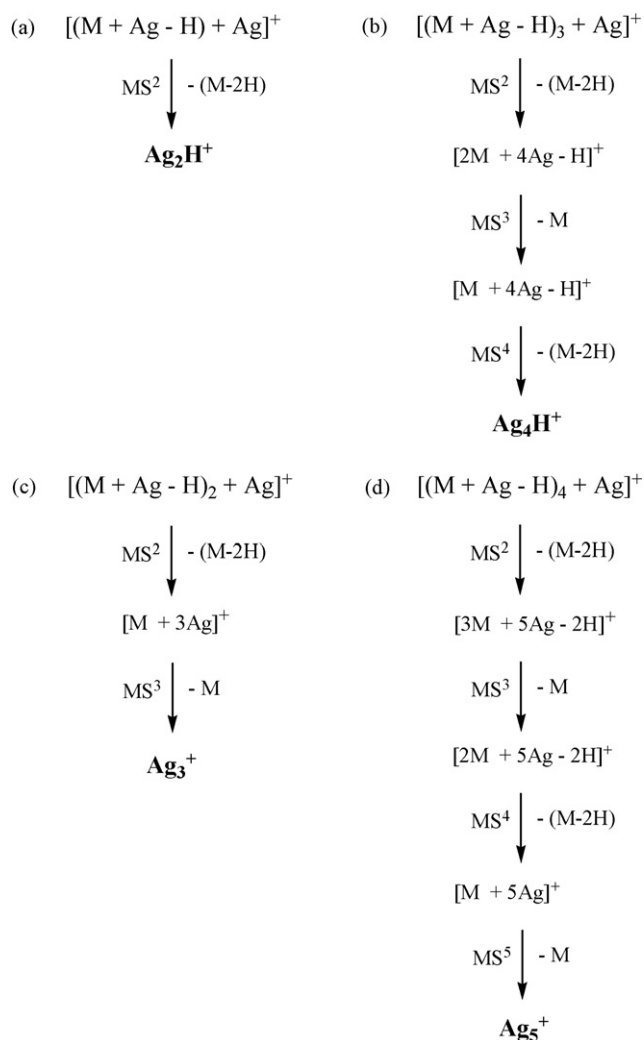 (a) [(M + Ag - H) + Ag]⁺
MS² - (M-2H)
Ag₂H⁺
(b) [(M + Ag - H)₃ + Ag]⁺
MS² - (M-2H)
[2M + 4Ag - H]⁺
MS³ - M
[M + 4Ag - H]⁺
MS⁴ - (M-2H)
Ag₄H⁺
(c) [(M + Ag - H)₂ + Ag]⁺
MS² - (M-2H)
[M + 3Ag]⁺
MS³ - M
Ag₃⁺
(d) [(M + Ag - H)₄ + Ag]⁺
MS² - (M-2H)
[3M + 5Ag - 2H]⁺
MS³ - M
[2M + 5Ag - 2H]⁺
MS⁴ - (M-2H)
[M + 5Ag]⁺
MS⁵ - M
Ag₅⁺